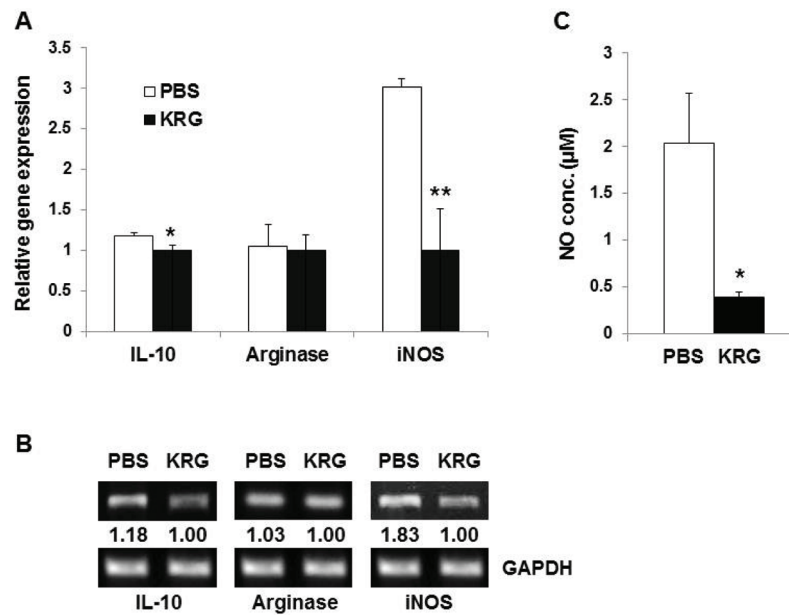 A
Relative gene expression
3.5
3
2.5
2
1.5
1
0.5
0
PBS
KRG
*
**
IL-10 Arginase iNOS
C
NO conc. (μM)
3
2.5
2
1.5
1
0.5
0
*
PBS KRG
B
PBS KRG PBS KRG PBS KRG
1.18 1.00 1.03 1.00 1.83 1.00
GAPDH
IL-10 Arginase iNOS